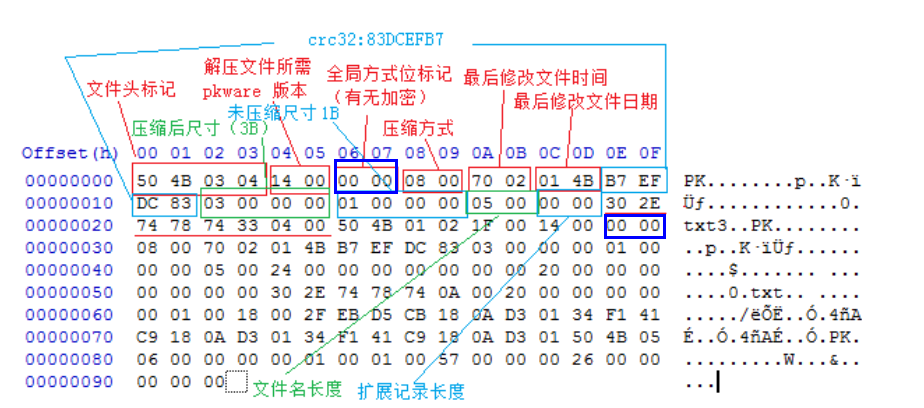 crc32:83DCEFB7
解压文件所需
pkware 版本
文件头标记
全局方式位标记
(有无加密)
最后修改文件时间
最后修改文件日期
未压缩尺寸1B
压缩后尺寸（3B）
压缩方式
Offset(h) 00 01 02 03 04 05 06 07 08 09 0A 0B 0C 0D 0E 0F
00000000 50 4B 03 04 14 00 00 00 08 00 70 02 01 4B B7 EF PK........p..K·ï
00000010 DC 83 03 00 00 00 01 00 00 00 05 00 00 00 30 2E Üƒ............0.
00000020 74 78 74 33 04 00 50 4B 01 02 1F 00 14 00 00 00 txt3..PK........
00000030 08 00 70 02 01 4B B7 EF DC 83 03 00 00 00 01 00 ..p..K·ïÜƒ......
00000040 00 00 05 00 24 00 00 00 00 00 00 00 20 00 00 00 ....$....... ...
00000050 00 00 00 00 30 2E 74 78 74 0A 00 20 00 00 00 00 ....0.txt.. ....
00000060 00 01 00 18 00 2F EB D5 CB 18 0A D3 01 34 F1 41 ...../ëÕË..Ó.4ñA
00000070 C9 18 0A D3 01 34 F1 41 C9 18 0A D3 01 50 4B 05 É..Ó.4ñAÉ..Ó.PK.
00000080 06 00 00 00 00 01 00 01 00 57 00 00 00 26 00 00 .........W...&..
00000090 00 00 00 ...
文件名长度
扩展记录长度